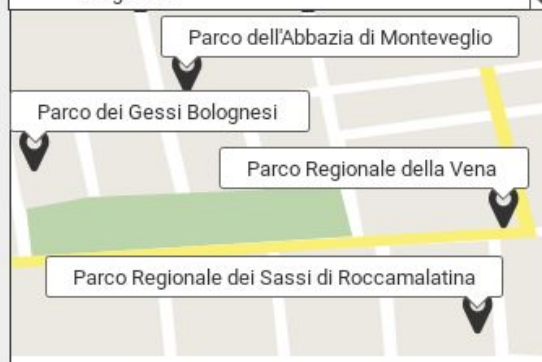 Parco dell'Abbazia di Monteveglio
Parco dei Gessi Bolognesi
Parco Regionale della Vena
Parco Regionale dei Sassi di Roccamalatina